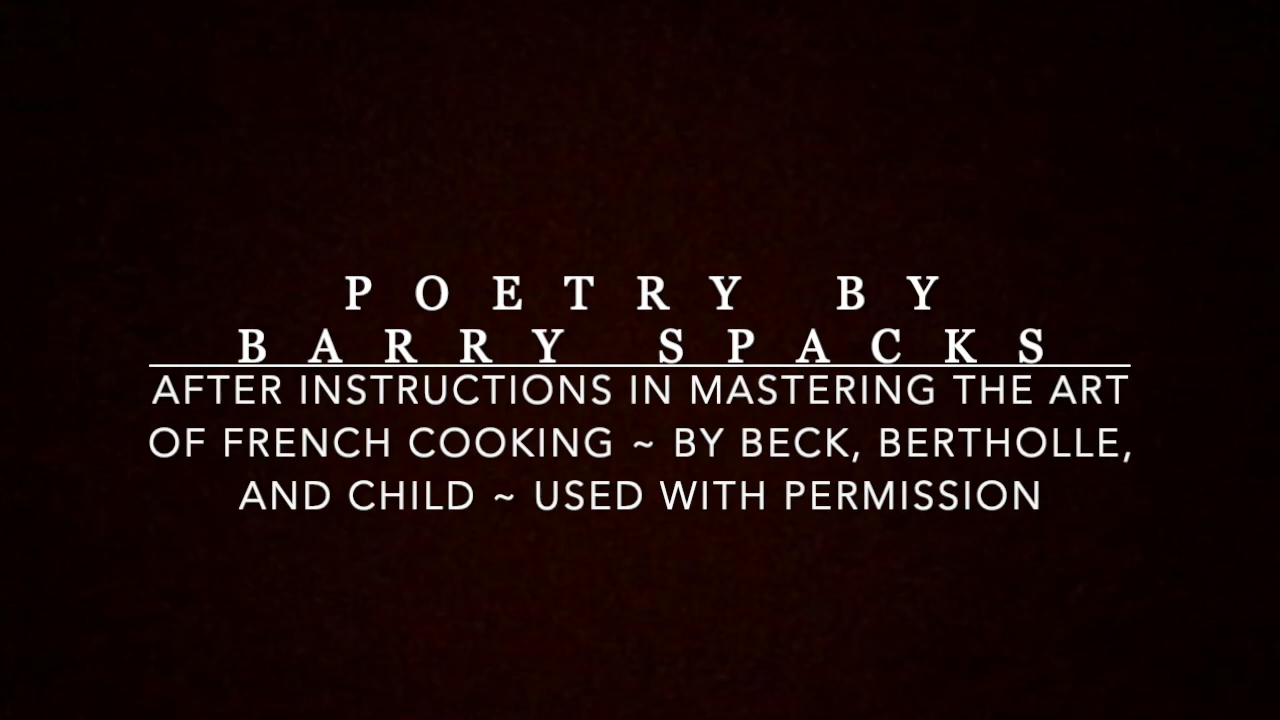 POETRY BY
BARRY SPACKS
AFTER INSTRUCTIONS IN MASTERING THE ART
OF FRENCH COOKING ~ BY BECK, BERTHOLLE,
AND CHILD ~ USED WITH PERMISSION